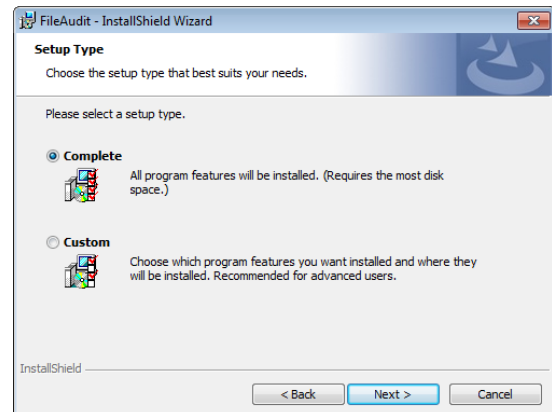 FileAudit - InstallShield Wizard
Setup Type
Choose the setup type that best suits your needs.
Please select a setup type.
Complete
All program features will be installed. (Requires the most disk
space.)
Custom
Choose which program features you want installed and where they
will be installed. Recommended for advanced users.
InstallShield
< Back
Next >
Cancel